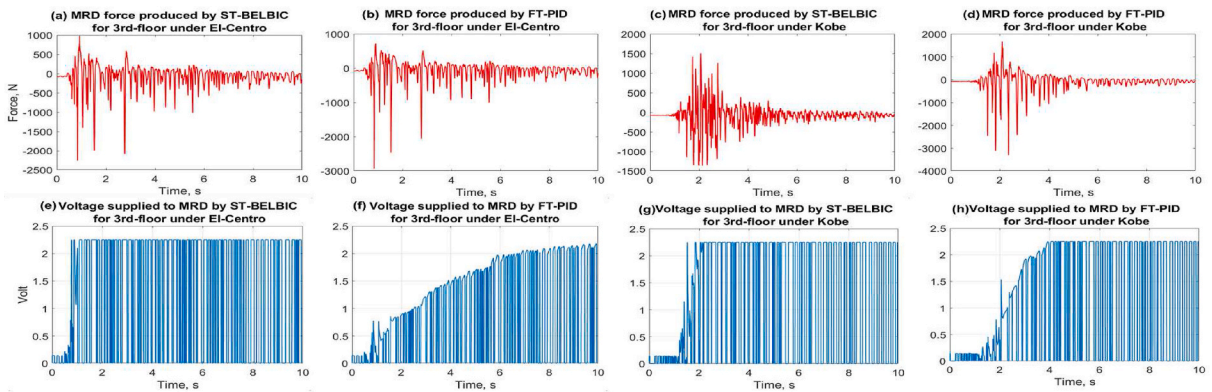 (a) MRD force produced by ST-BELBIC
for 3rd-floor under El-Centro
1000
500
0
-500
-1000
-1500
-2000
-2500
Force, N
0 2 4 6 8 10
Time, s
(b) MRD force produced by FT-PID
for 3rd-floor under El-Centro
1000
0
-1000
-2000
-3000
0 2 4 6 8 10
Time, s
(c) MRD force produced by ST-BELBIC
for 3rd-floor under Kobe
2000
1500
1000
500
0
-500
-1000
-1500
0 2 4 6 8 10
Time, s
(d) MRD force produced by FT-PID
for 3rd-floor under Kobe
2000
1000
0
-1000
-2000
-3000
-4000
0 2 4 6 8 10
Time, s
(e) Voltage supplied to MRD by ST-BELBIC
for 3rd-floor under El-Centro
2.5
2
1.5
1
0.5
0
Volt
0 2 4 6 8 10
Time, s
(f) Voltage supplied to MRD by FT-PID
for 3rd-floor under El-Centro
2.5
2
1.5
1
0.5
0
0 2 4 6 8 10
Time, s
(g)Voltage supplied to MRD by ST-BELBIC
for 3rd-floor under Kobe
2.5
2
1.5
1
0.5
0
0 2 4 6 8 10
Time, s
(h)Voltage supplied to MRD by FT-PID
for 3rd-floor under Kobe
2.5
2
1.5
1
0.5
0
0 2 4 6 8 10
Time, s